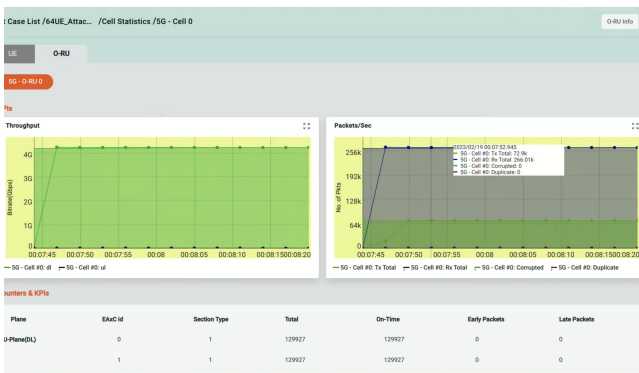 Case List /64UE_Attac... /Cell Statistics /5G - Cell 0
O-RU Info
UE
O-RU
5G - O-RU 0
PIs
Throughput
Packets/Sec
Bitrate(Gbps)
4G
3G
2G
1G
0
00:07:45 00:07:50 00:07:55 00:08 00:08:05 00:08:10 00:08:15 00:08:20
5G - Cell #0: dl 5G - Cell #0: ul
No. of Pkts
256k
192k
128k
64k
0
2023/02/19 00:07:52.945
5G - Cell #0: Tx Total: 72.9k
5G - Cell #0: Rx Total: 266.01k
5G - Cell #0: Corrupted: 0
5G - Cell #0: Duplicate: 0
00:07:45 00:07:50 00:07:55 00:08 00:08:05 00:08:10 00:08:15 00:08:20
5G - Cell #0: Tx Total 5G - Cell #0: Rx Total 5G - Cell #0: Corrupted 5G - Cell #0: Duplicate
ounters & KPIs
Plane EAxC id Section Type Total On-Time Early Packets Late Packets
U-Plane(DL) 0 1 129927 129927 0 0
1 1 129927 129927 0 0